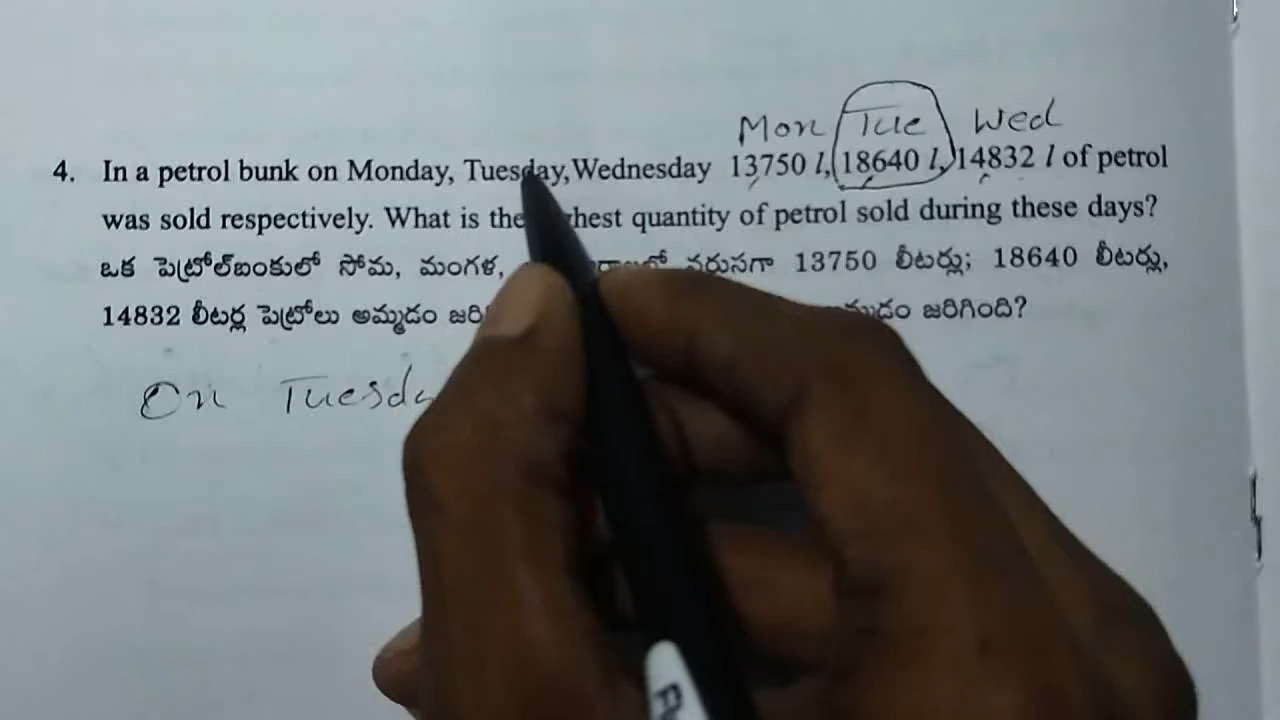 Mon Tue Wed
4. In a petrol bunk on Monday, Tuesday, Wednesday 13750 l, 18640 l, 14832 l of petrol
was sold respectively. What is the quantity of petrol sold during these days?
ఒక పెట్రోల్‌బంకులో సోమ, మంగళ, వరుసగా 13750 లీటర్లు; 18640 లీటర్లు,
14832 లీటర్ల పెట్రోలు అమ్మడం జరిగింది?
On